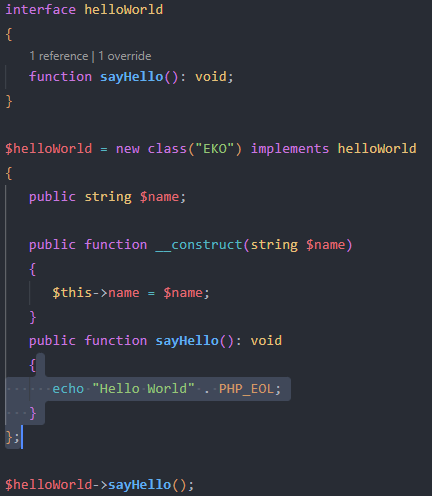 interface helloWorld
{
1 reference | 1 override
function sayHello(): void;
}
$helloWorld = new class("EKO") implements helloWorld
{
public string $name;
public function __construct(string $name)
{
$this->name = $name;
}
public function sayHello(): void
{
echo "Hello World" . PHP_EOL;
}
};
$helloWorld->sayHello();